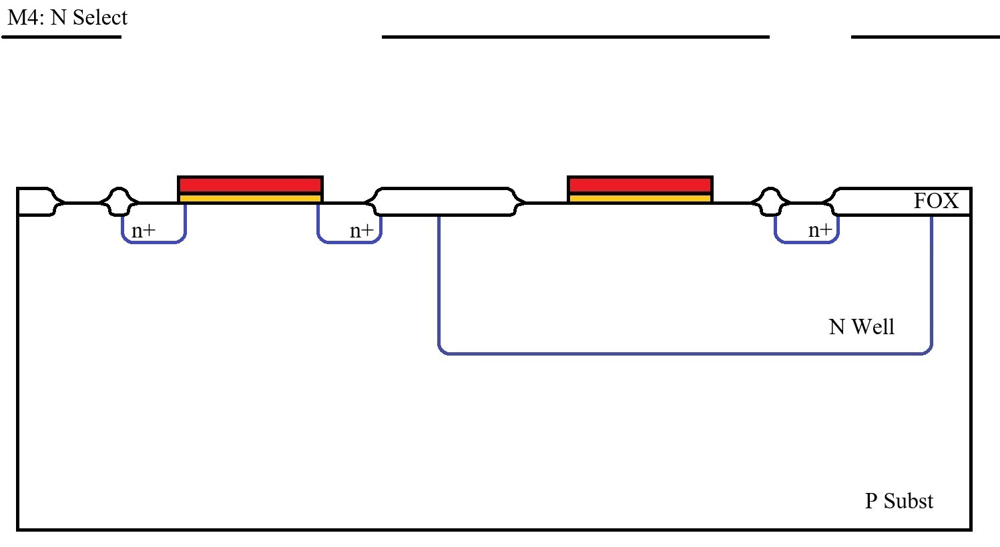 M4: N Select
FOX
n+
n+
n+
N Well
P Subst